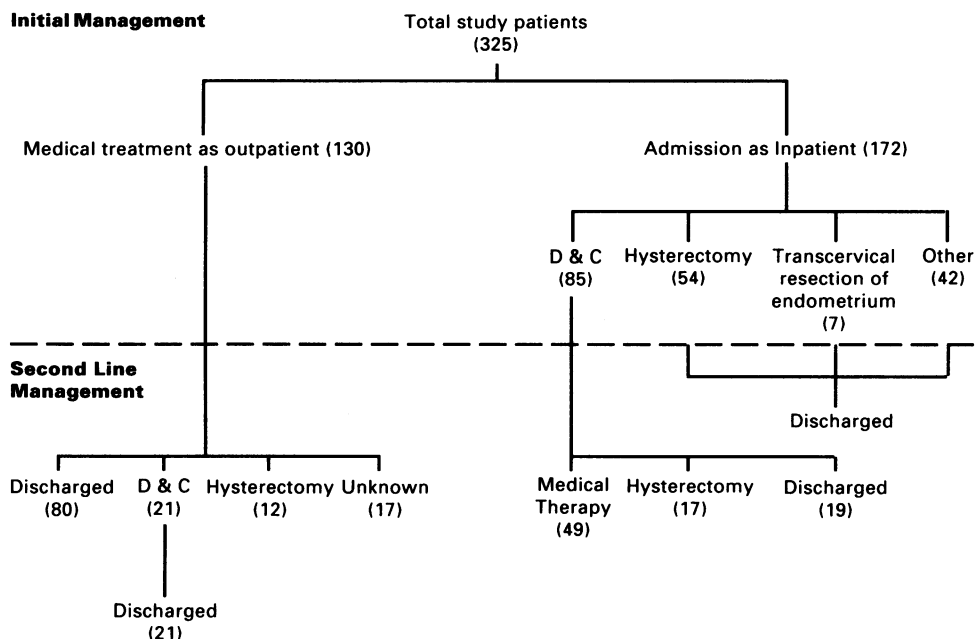 Initial Management
Total study patients
(325)
Medical treatment as outpatient (130)
Admission as Inpatient (172)
D & C
(85)
Hysterectomy
(54)
Transcervical
resection of
endometrium
(7)
Other
(42)
Second Line
Management
Discharged
Discharged
(80)
D & C
(21)
Hysterectomy
(12)
Unknown
(17)
Medical
Therapy
(49)
Hysterectomy
(17)
Discharged
(19)
Discharged
(21)